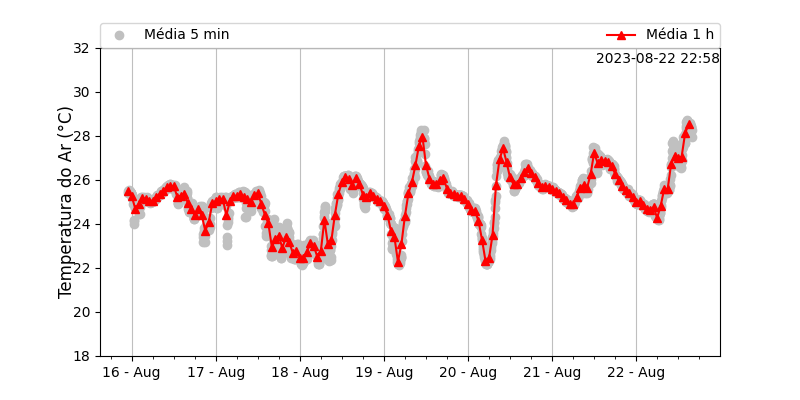 Média 5 min
Média 1 h
2023-08-22 22:58
Temperatura do Ar (°C)
32
30
28
26
24
22
20
18
16 - Aug
17 - Aug
18 - Aug
19 - Aug
20 - Aug
21 - Aug
22 - Aug